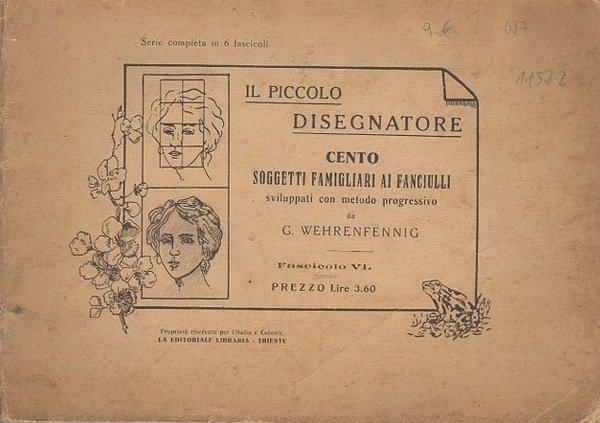 Serie completa in 6 fascicoli
9 €
11572
IL PICCOLO
DISEGNATORE
CENTO
SOGGETTI FAMIGLIARI AI FANCIULLI
sviluppati con metodo progressivo
da
G. WEHRENFENNIG
Fascicolo VI.
PREZZO Lire 3.60
Proprietà riservata per l'Italia e Colonie.
LA EDITORIALE LIBRARIA - TRIESTE